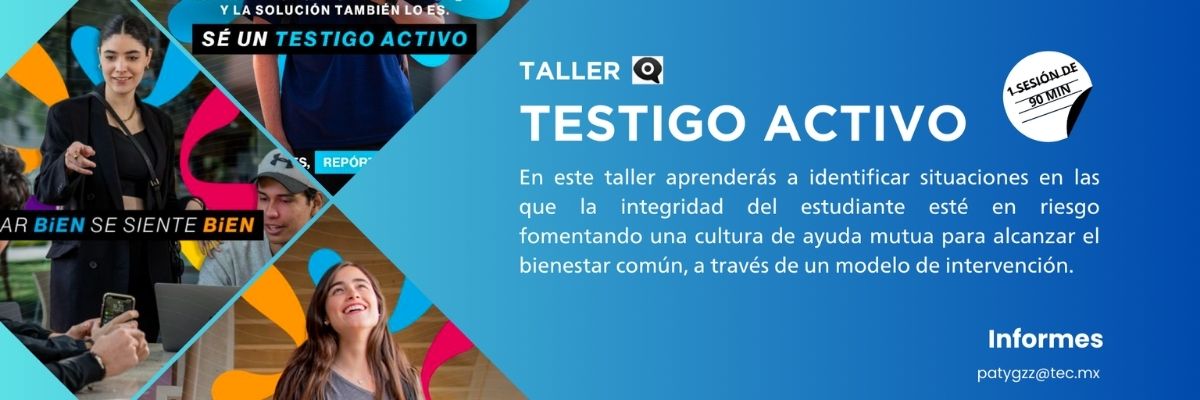 Y LA SOLUCIÓN TAMBIÉN LO ES.
SÉ UN TESTIGO ACTIVO
REPÓRT
AR BiEN SE SIENTE BiEN
TALLER
TESTIGO ACTIVO
1 SESIÓN DE
90 MIN
En este taller aprenderás a identificar situaciones en las
que la integridad del estudiante esté en riesgo
fomentando una cultura de ayuda mutua para alcanzar el
bienestar común, a través de un modelo de intervención.
Informes
patygzz@tec.mx